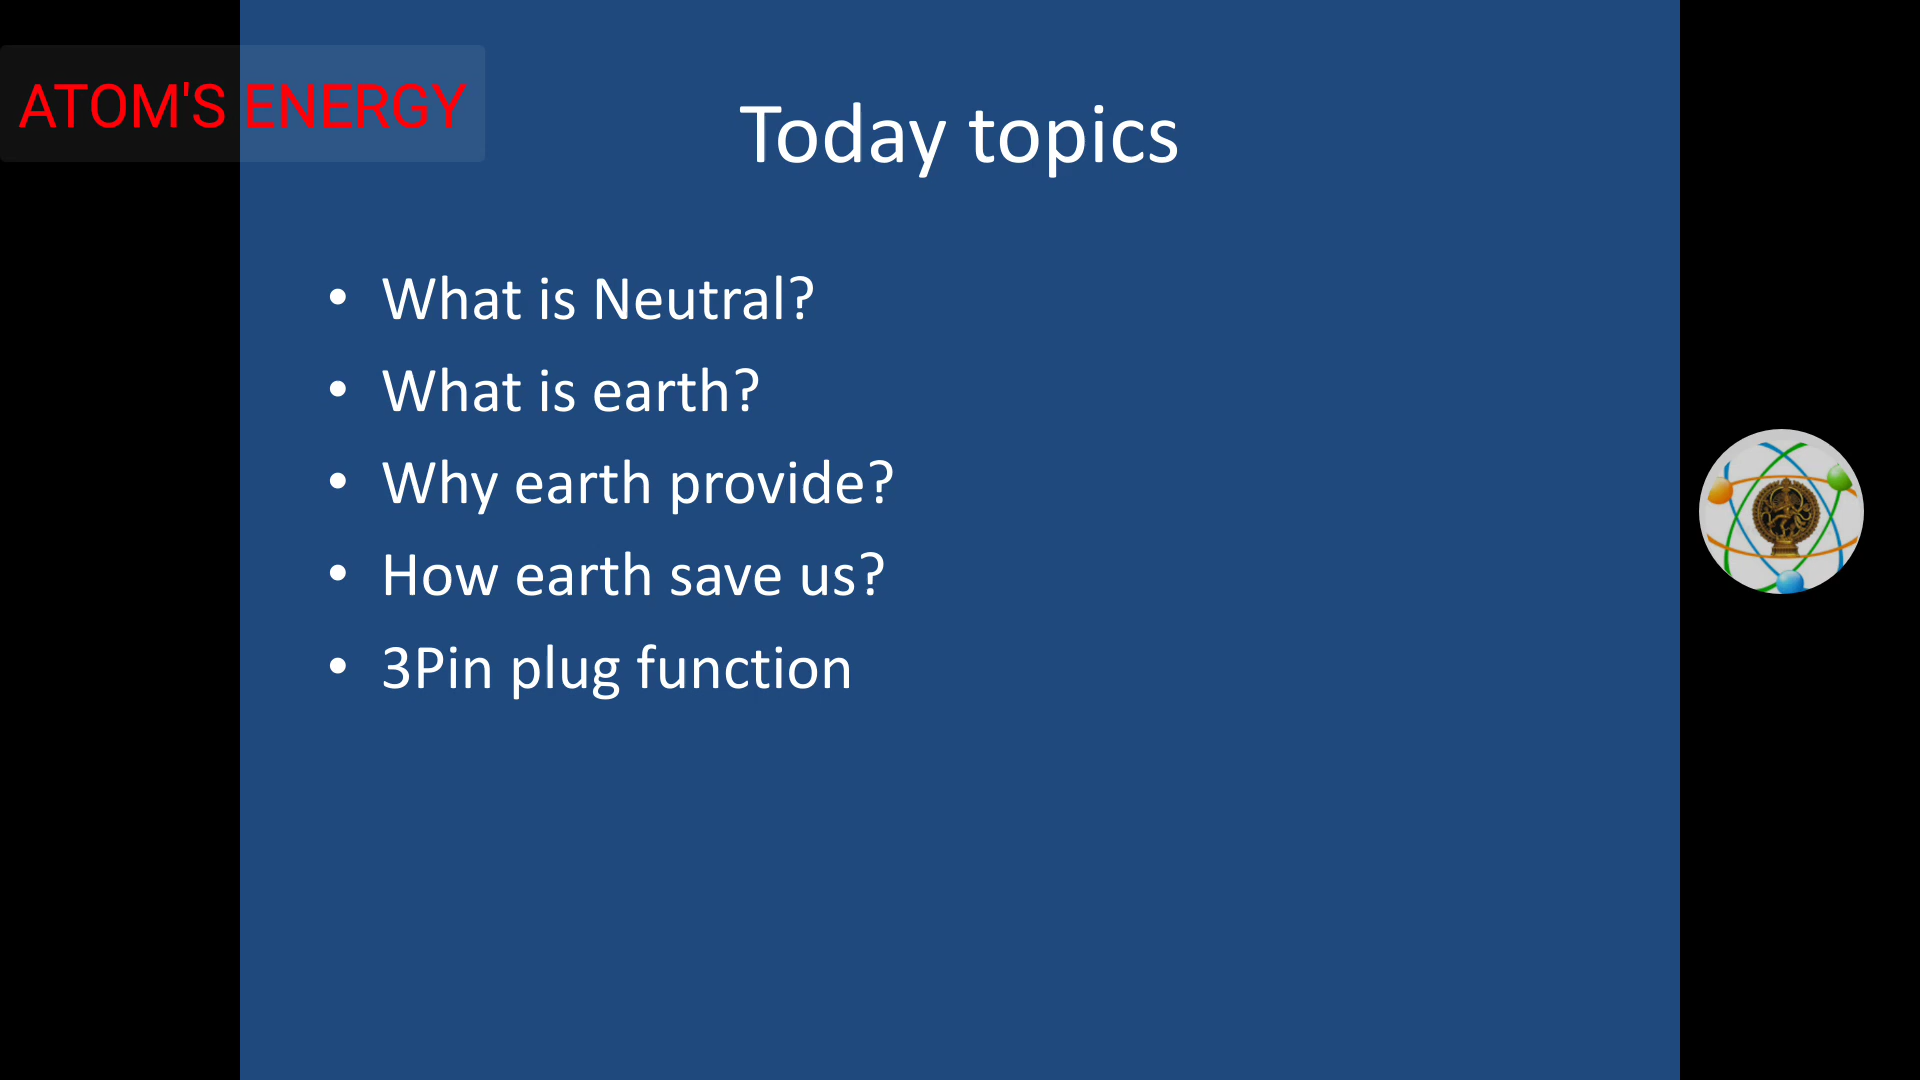 ATOM'S ENERGY
Today topics
• What is Neutral?
• What is earth?
• Why earth provide?
• How earth save us?
• 3Pin plug function